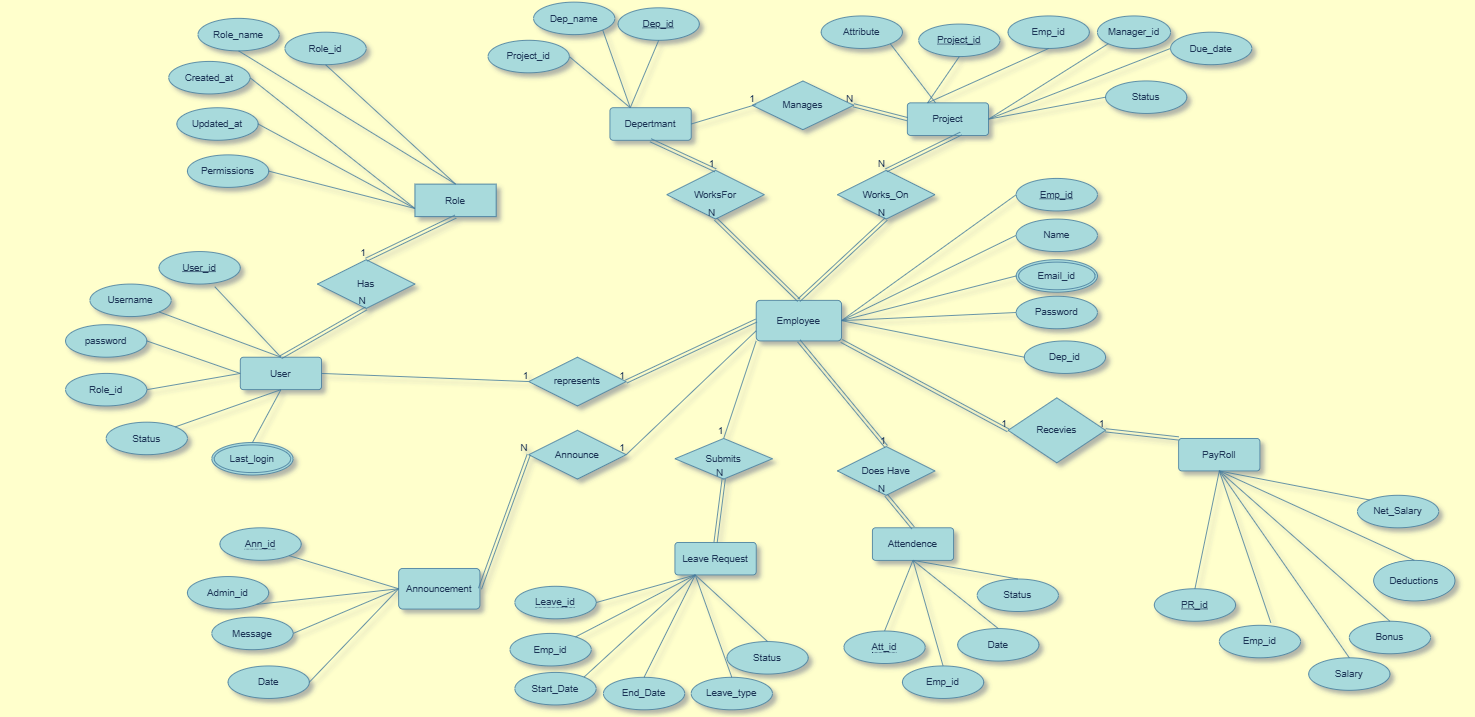 Role_name
Role_id
Created_at
Updated_at
Permissions
Role
Dep_name
Dep_id
Project_id
Depertmant
1
Manages
N
Attribute
Project_id
Emp_id
Manager_id
Due_date
Status
Project
1
WorksFor
N
N
Works_On
N
Emp_id
Name
Email_id
Password
Dep_id
Employee
1
Has
N
User_id
Username
password
Role_id
Status
Last_login
User
1
represents
1
N
Announce
1
1
Submits
N
1
Does Have
N
1
Recevies
1
PayRoll
Net_Salary
Deductions
Bonus
Salary
Emp_id
PR_id
Ann_id
Admin_id
Message
Date
Announcement
Leave Request
Leave_id
Emp_id
Start_Date
End_Date
Leave_type
Status
Attendence
Status
Date
Emp_id
Att_id